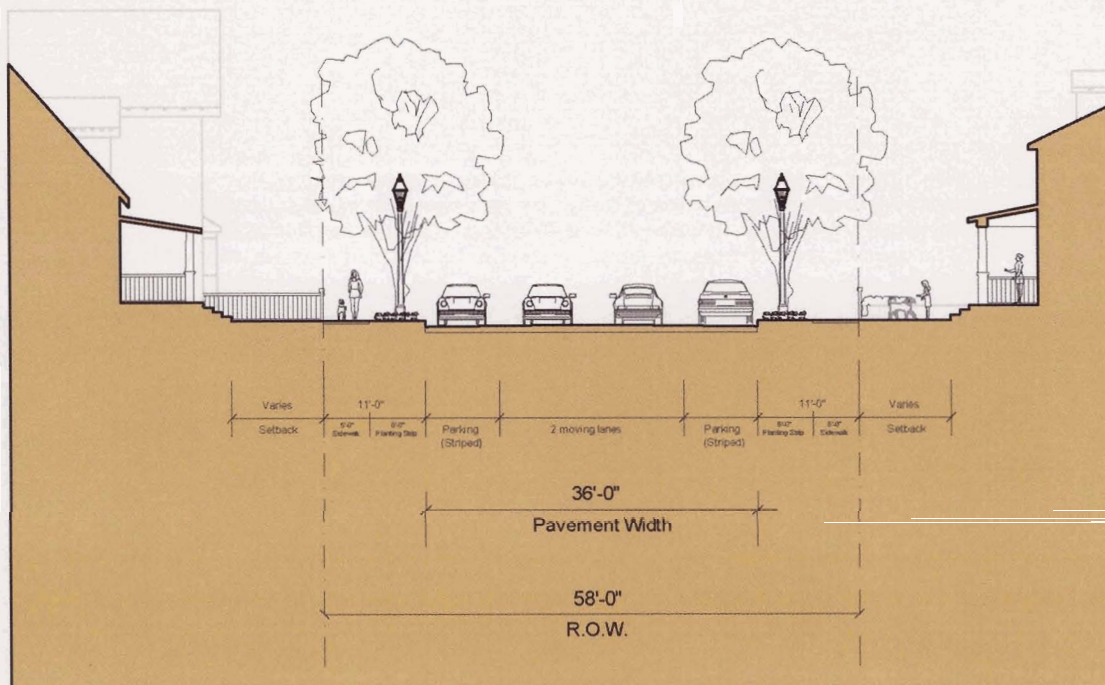 Varies
Setback
11'-0"
5'-0"
Sidewalk
6'-0"
Planting Strip
Parking
(Striped)
2 moving lanes
Parking
(Striped)
11'-0"
6'-0"
Planting Strip
5'-0"
Sidewalk
Varies
Setback
36'-0"
Pavement Width
58'-0"
R.O.W.